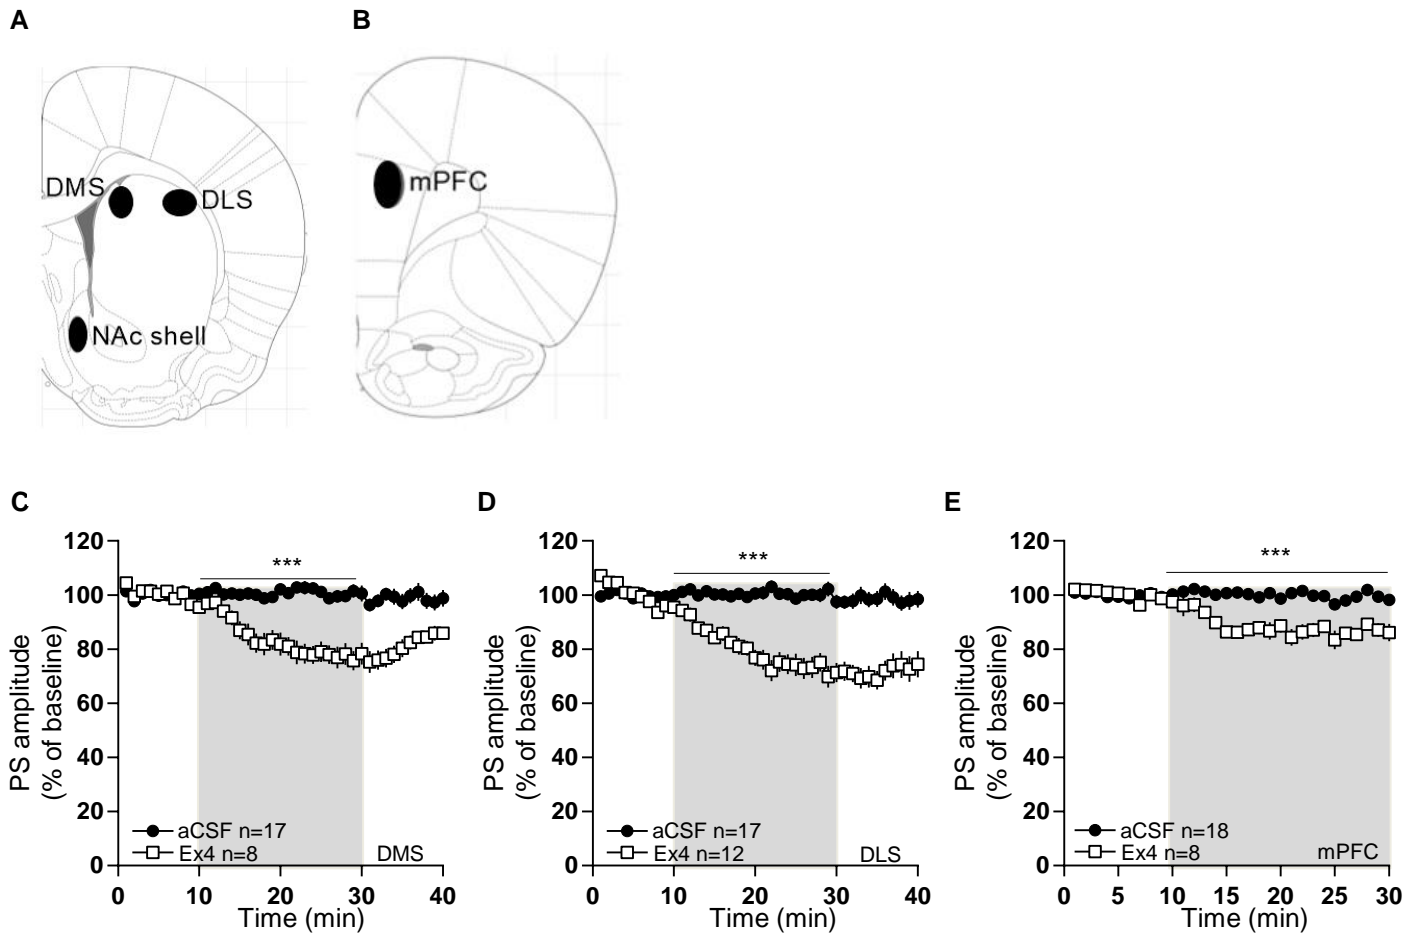 A
B
DMS
DLS
NAc shell
mPFC
C
D
E
PS amplitude
(% of baseline)
120
100
80
60
40
20
0
***
aCSF n=17
Ex4 n=8
DMS
0 10 20 30 40
Time (min)
PS amplitude
(% of baseline)
120
100
80
60
40
20
0
***
aCSF n=17
Ex4 n=12
DLS
0 10 20 30 40
Time (min)
PS amplitude
(% of baseline)
120
100
80
60
40
20
0
***
aCSF n=18
Ex4 n=8
mPFC
0 5 10 15 20 25 30
Time (min)